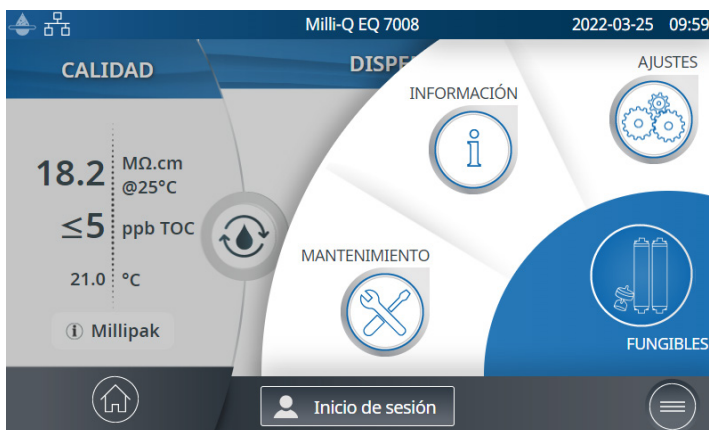 Milli-Q EQ 7008
2022-03-25 09:59
CALIDAD
DISPE
INFORMACIÓN
AJUSTES
18.2 MΩ.cm
@25°C
≤5 ppb TOC
21.0 °C
i Millipak
MANTENIMIENTO
FUNGIBLES
Inicio de sesión